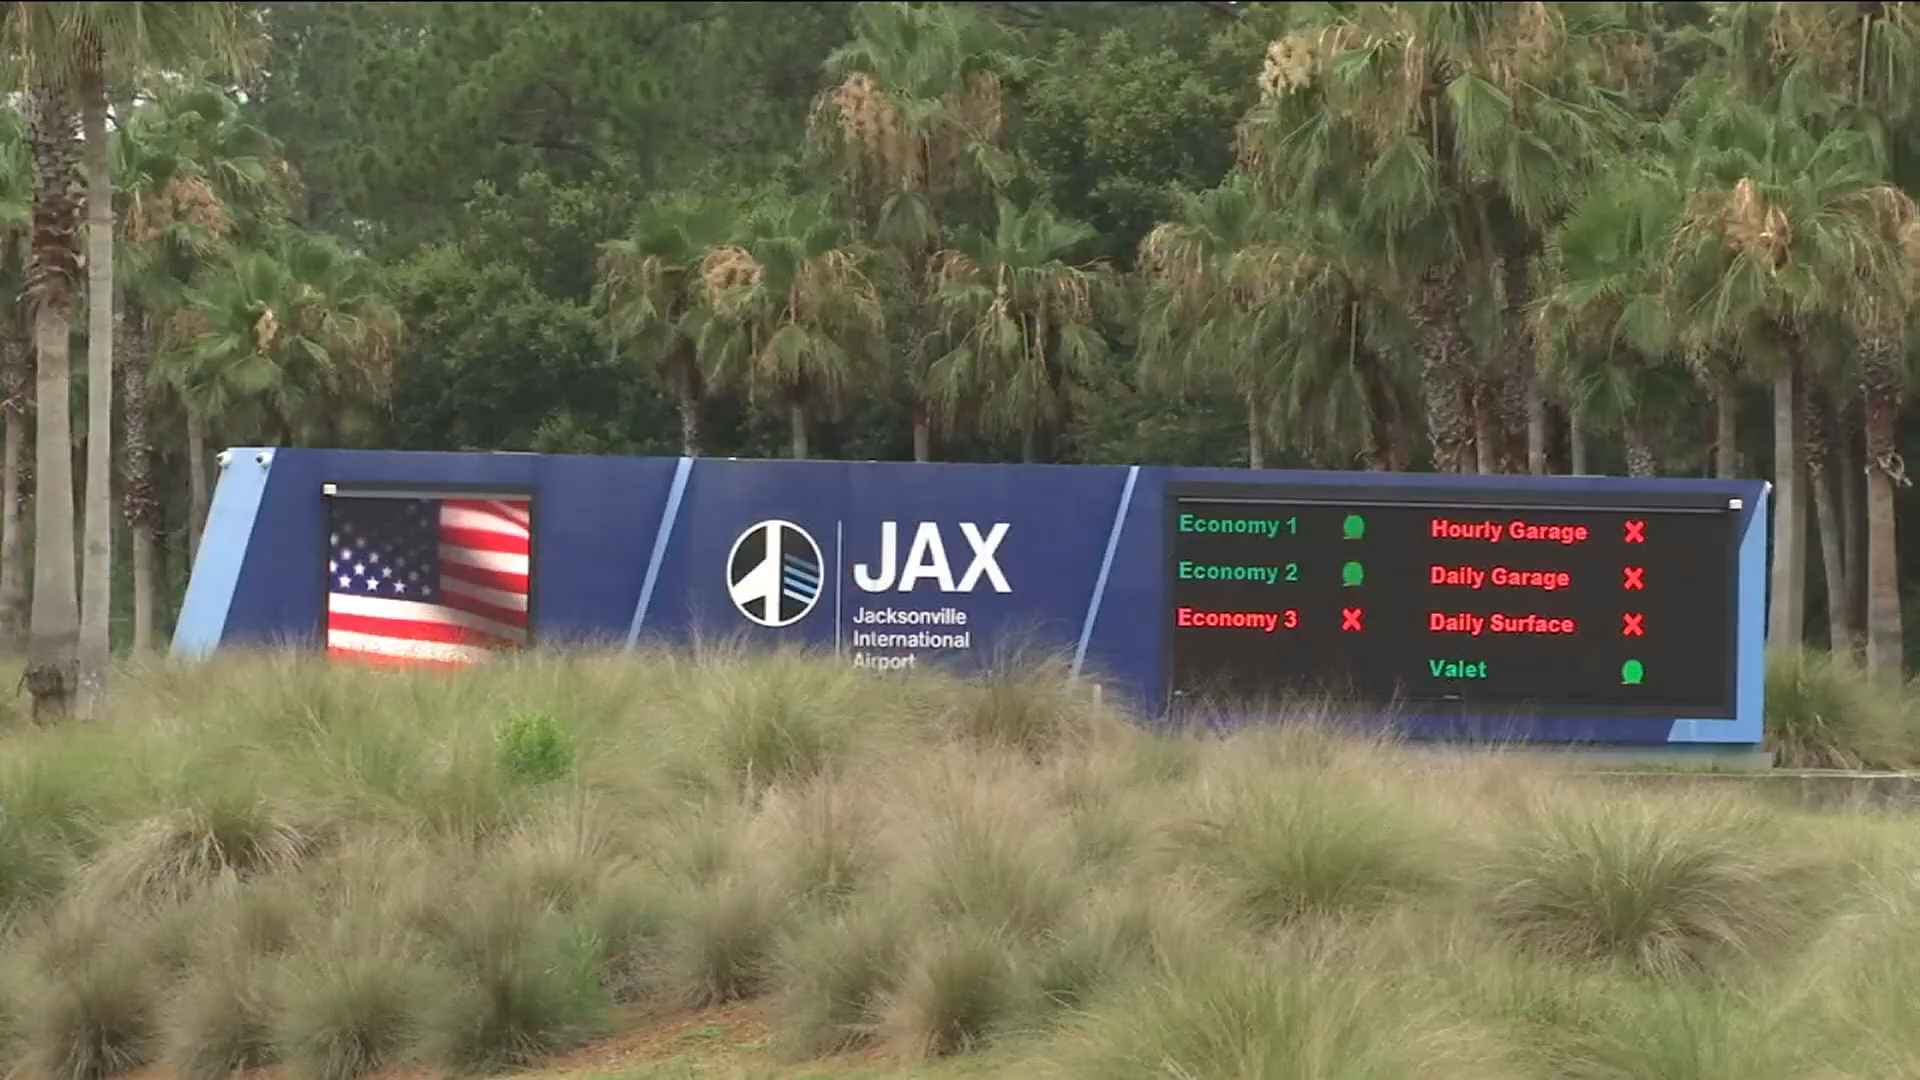 JAX
Jacksonville
International
Airport
Economy 1
Economy 2
Economy 3
Hourly Garage
Daily Garage
Daily Surface
Valet